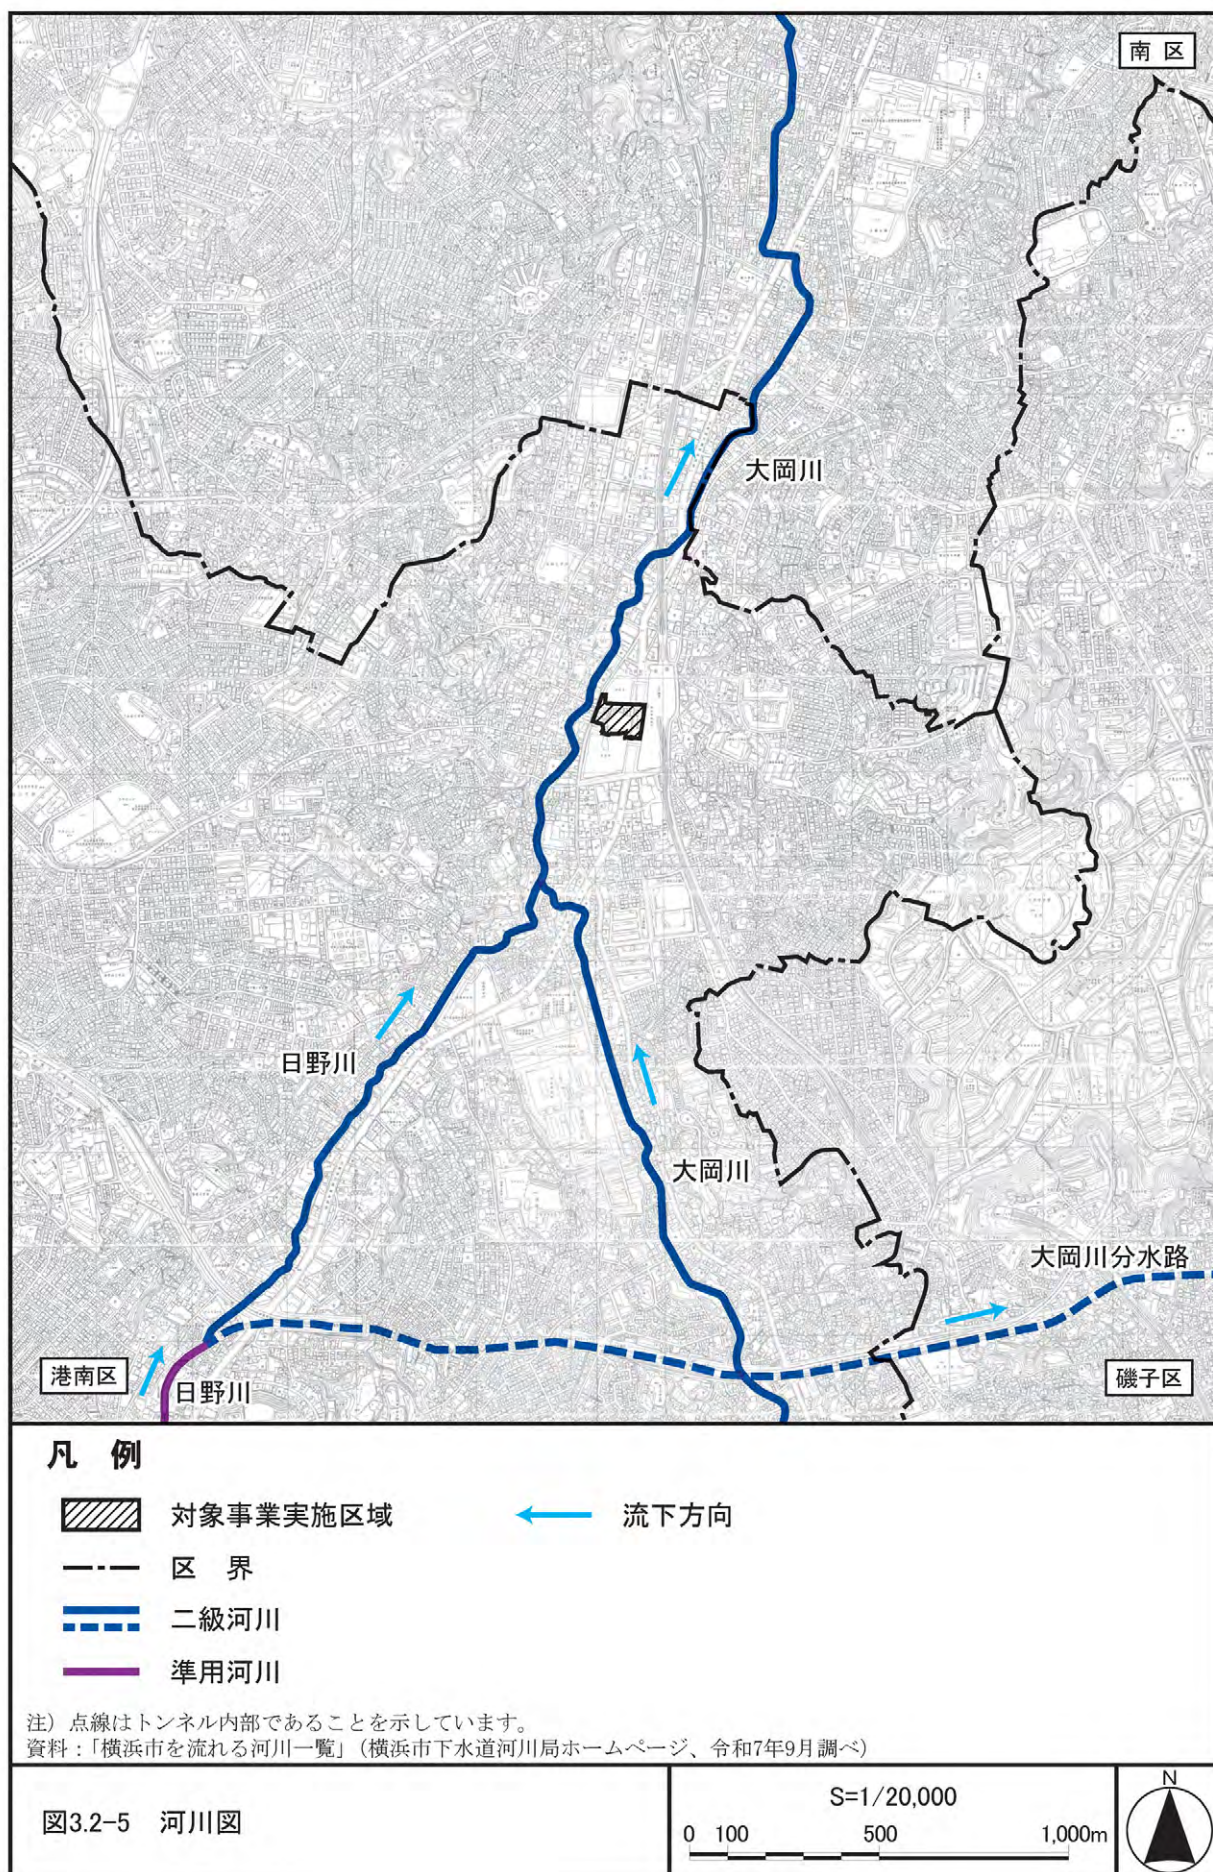 南区
大岡川
日野川
大岡川
大岡川分水路
港南区
日野川
磯子区
凡 例
対象事業実施区域
流下方向
区 界
二級河川
準用河川
注）点線はトンネル内部であることを示しています。
資料：「横浜市を流れる河川一覧」（横浜市下水道河川局ホームページ、令和7年9月調べ）
図3.2-5 河川図
S=1/20,000
0 100 500 1,000m
N